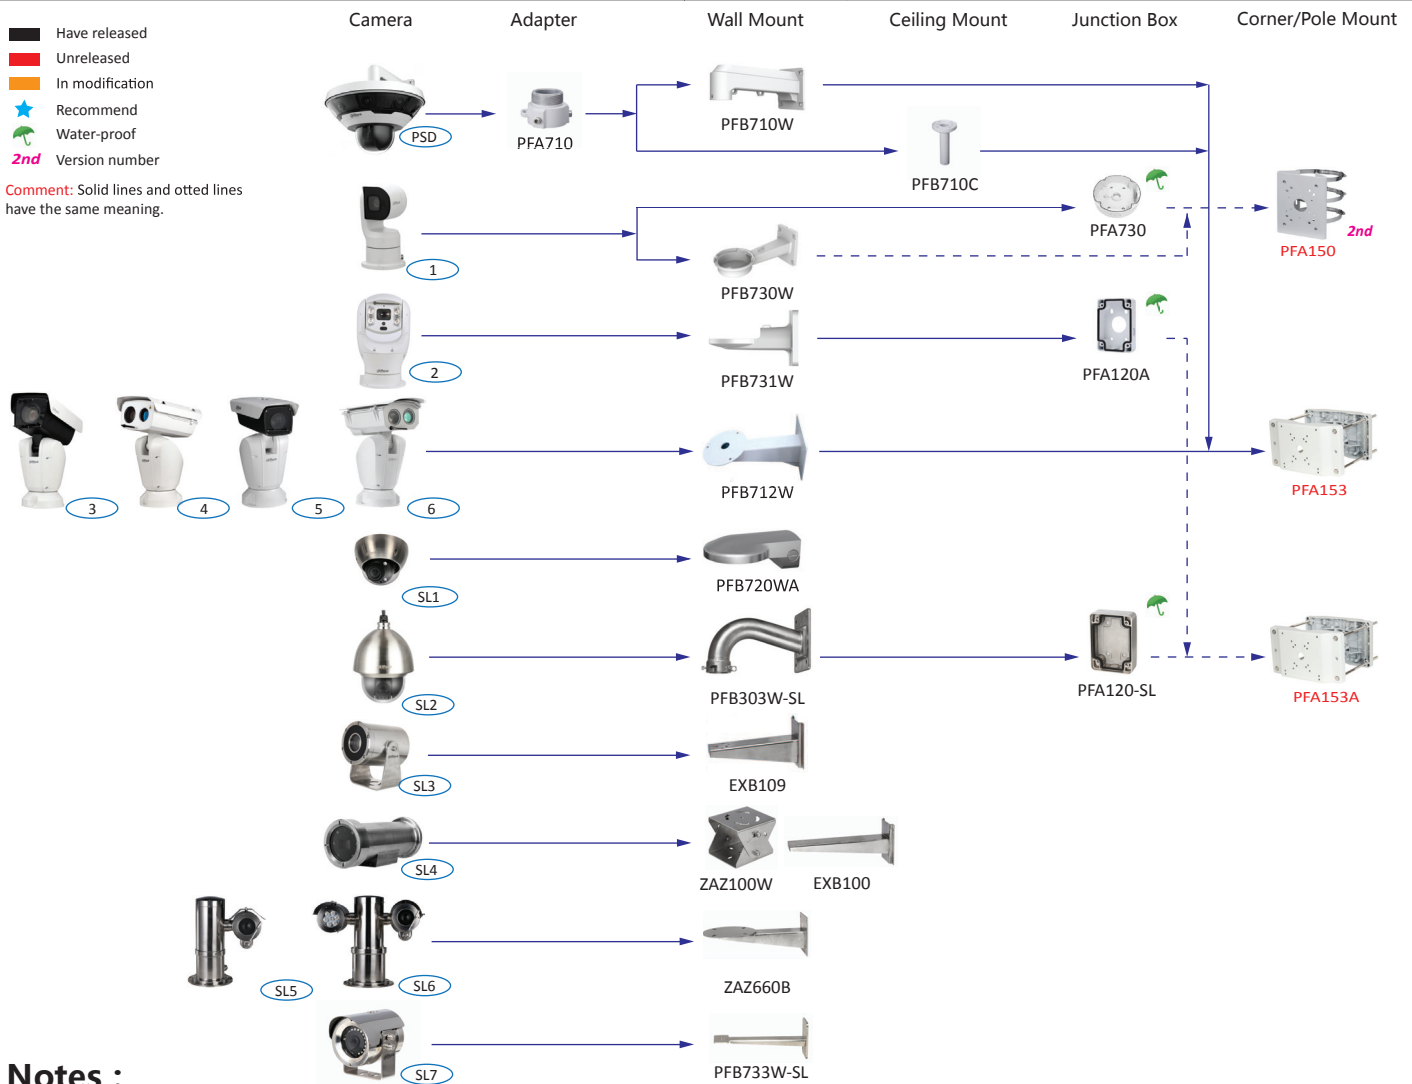 Camera
Adapter
Wall Mount
Ceiling Mount
Junction Box
Corner/Pole Mount
Have released
Unreleased
In modification
Recommend
Water-proof
2nd Version number
Comment: Solid lines and otted lines
have the same meaning.
PSD
PFA710
PFB710W
PFB710C
1
PFB730W
PFA730
2nd
PFA150
2
PFB731W
PFA120A
3
4
5
6
PFB712W
PFA153
SL1
PFB720WA
SL2
PFB303W-SL
PFA120-SL
PFA153A
SL3
EXB109
SL4
ZAZ100W
EXB100
SL5
SL6
ZAZ660B
SL7
PFB733W-SL
Notes :